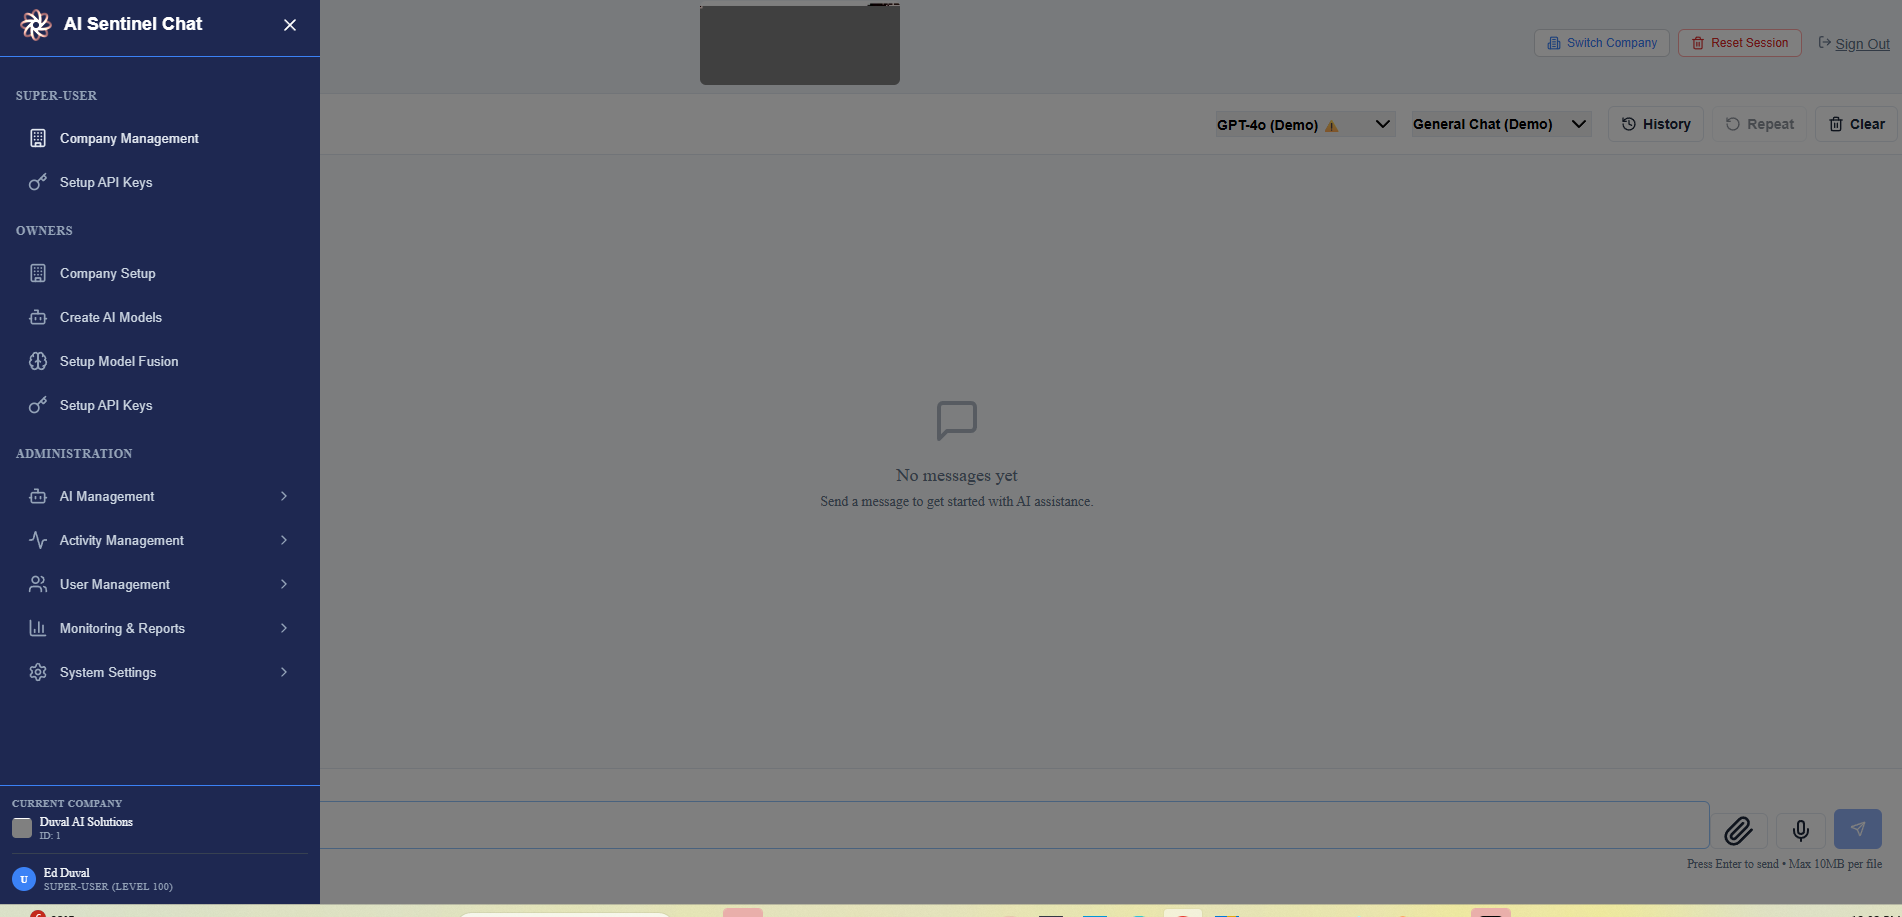 AI Sentinel Chat
SUPER-USER
Company Management
Setup API Keys
OWNERS
Company Setup
Create AI Models
Setup Model Fusion
Setup API Keys
ADMINISTRATION
AI Management
Activity Management
User Management
Monitoring & Reports
System Settings
CURRENT COMPANY
Duval AI Solutions
ID: 1
U
Ed Duval
SUPER-USER (LEVEL 100)
Switch Company
Reset Session
Sign Out
GPT-4o (Demo)
General Chat (Demo)
History
Repeat
Clear
No messages yet
Send a message to get started with AI assistance.
Press Enter to send • Max 10MB per file